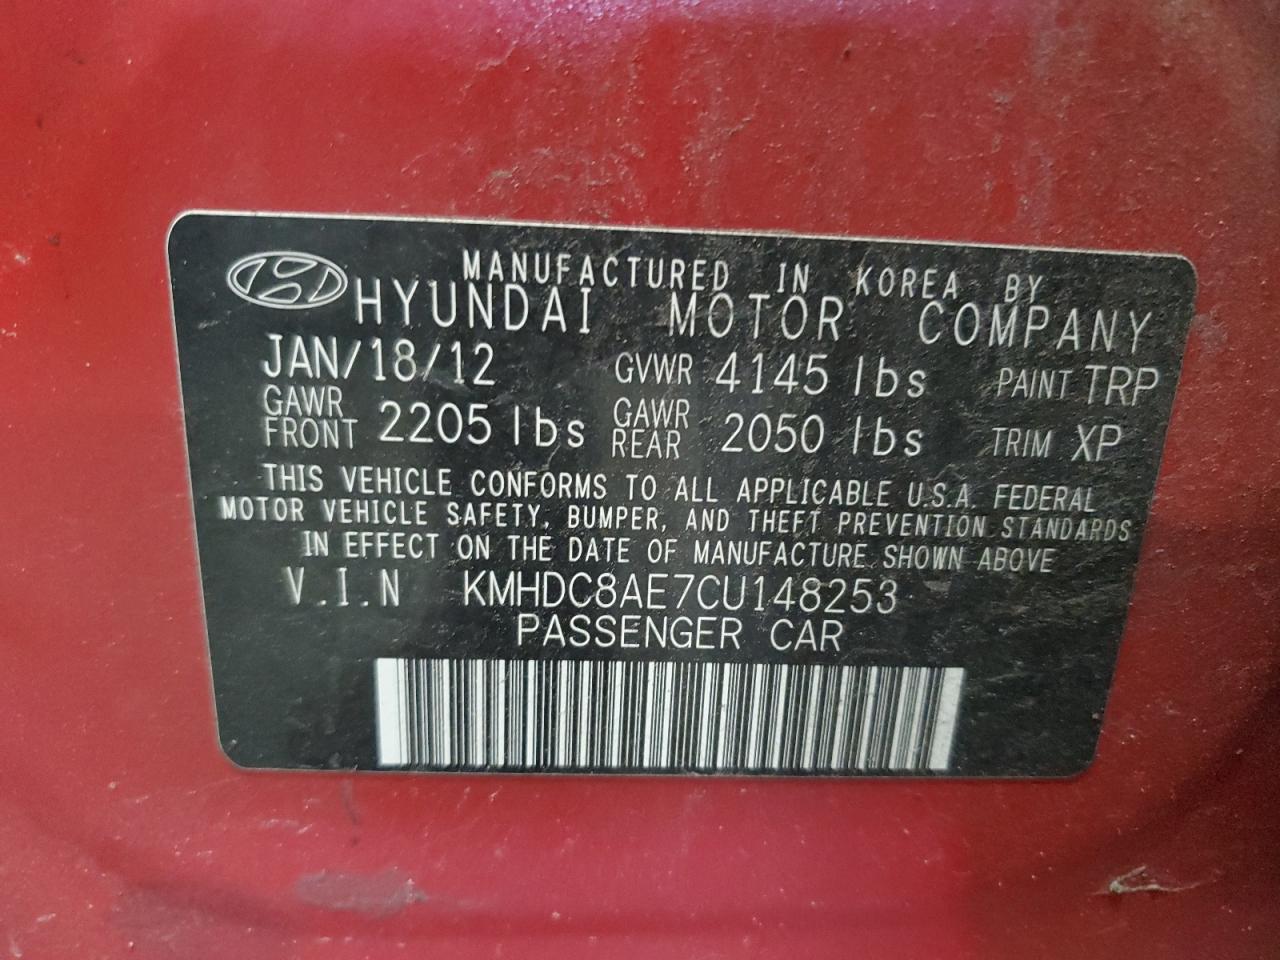 MANUFACTURED IN KOREA BY
HYUNDAI MOTOR COMPANY
JAN/18/12 GVWR 4145 lbs PAINT TRP
GAWR FRONT 2205 lbs GAWR REAR 2050 lbs TRIM XP
THIS VEHICLE CONFORMS TO ALL APPLICABLE U.S.A. FEDERAL
MOTOR VEHICLE SAFETY, BUMPER, AND THEFT PREVENTION STANDARDS
IN EFFECT ON THE DATE OF MANUFACTURE SHOWN ABOVE
V.I.N KMHDC8AE7CU148253
PASSENGER CAR